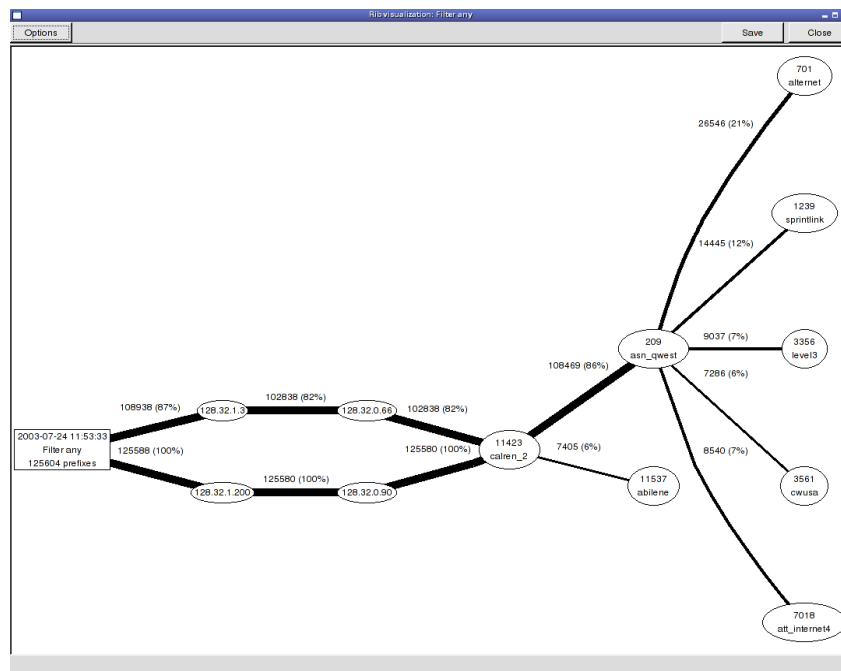 Rib visualization: Filter any
Options
Save
Close
701
alternet
26546 (21%)
1239
sprintlink
14445 (12%)
209
asn_qwest
9037 (7%)
3356
level3
108469 (86%)
7286 (6%)
108938 (87%)
128.32.1.3
102838 (82%)
128.32.0.66
102838 (82%)
2003-07-24 11:53:33
Filter any
125604 prefixes
125588 (100%)
11423
calren_2
125580 (100%)
7405 (6%)
8540 (7%)
125580 (100%)
128.32.1.200
128.32.0.90
11537
abilene
3561
cwusa
7018
att_internet4